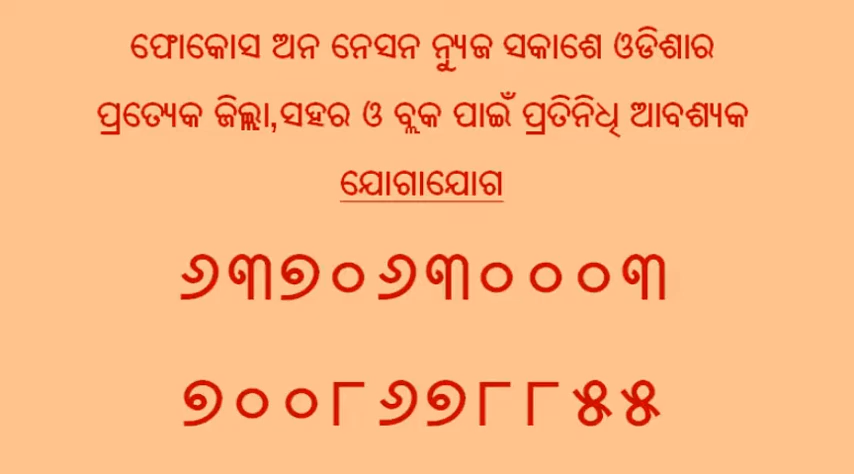 ଫୋକୋସ ଅନ ନେସନ ନ୍ୟୁଜ ସକାଶେ ଓଡିଶାର
ପ୍ରତ୍ୟେକ ଜିଲ୍ଲା,ସହର ଓ ବ୍ଲକ ପାଇଁ ପ୍ରତିନିଧି ଆବଶ୍ୟକ
ଯୋଗାଯୋଗ
୬୩୭୦୬୩୦୦୦୩
୭୦୦୮୬୭୮୮୫୫